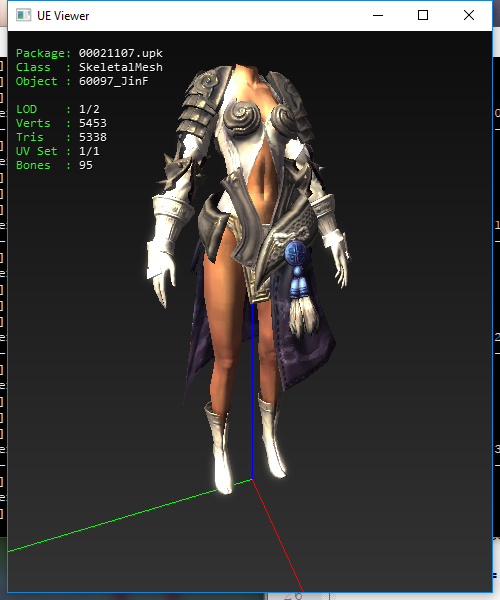 UE Viewer
Package: 00021107.upk
Class  : SkeletalMesh
Object : 60097_JinF
LOD    : 1/2
Verts  : 5453
Tris   : 5338
UV Set : 1/1
Bones  : 95